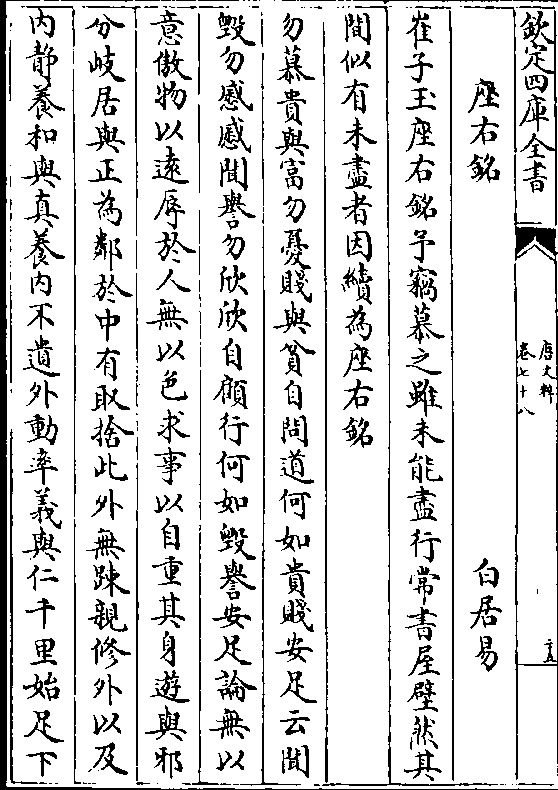 欽定四庫全書
唐文粹
卷七十八
十五
座右銘
白居易
崔子玉座右銘予竊慕之雖未能盡行常書屋壁然其
間似有未盡者因續為座右銘
勿慕貴與富勿憂賤與貧自問道何如貴賤安足云聞
毀勿慼慼聞譽勿欣欣自顧行何如毀譽安足論無以
意傲物以遠辱於人無以色求事以自重其身遊與邪
分岐居與正為鄰於中有取捨此外無踈親修外以及
内静養和與真養内不遺外動率義與仁千里始足下